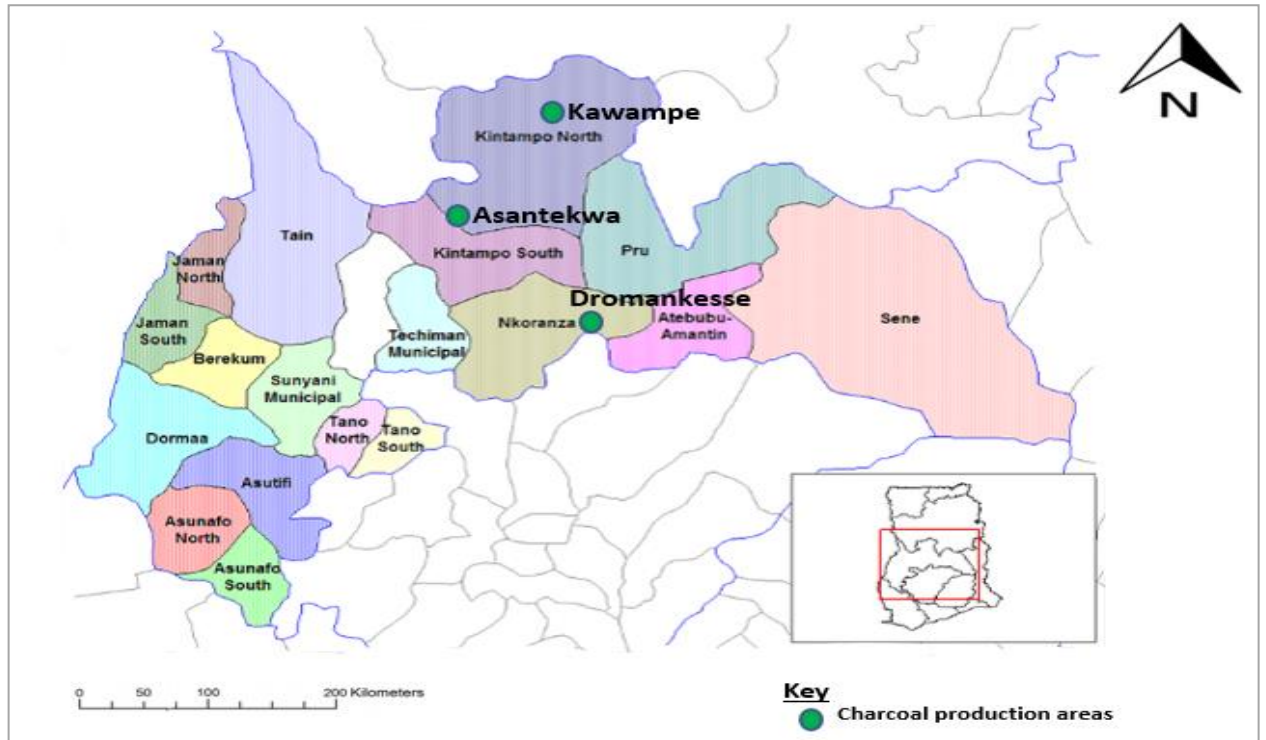 N
Kawampe
Kintampo North
Asantekwa
Tain
Kintampo South
Pru
Jaman
North
Dromankesse
Jaman
South
Nkoranza
Atebubu-
Amantin
Sene
Techiman
Municipal
Berekum
Sunyani
Municipal
Tano
North
Tano
South
Dormaa
Asutifi
Asunafo
North
Asunafo
South
0 50 100 200 Kilometers
Key
Charcoal production areas